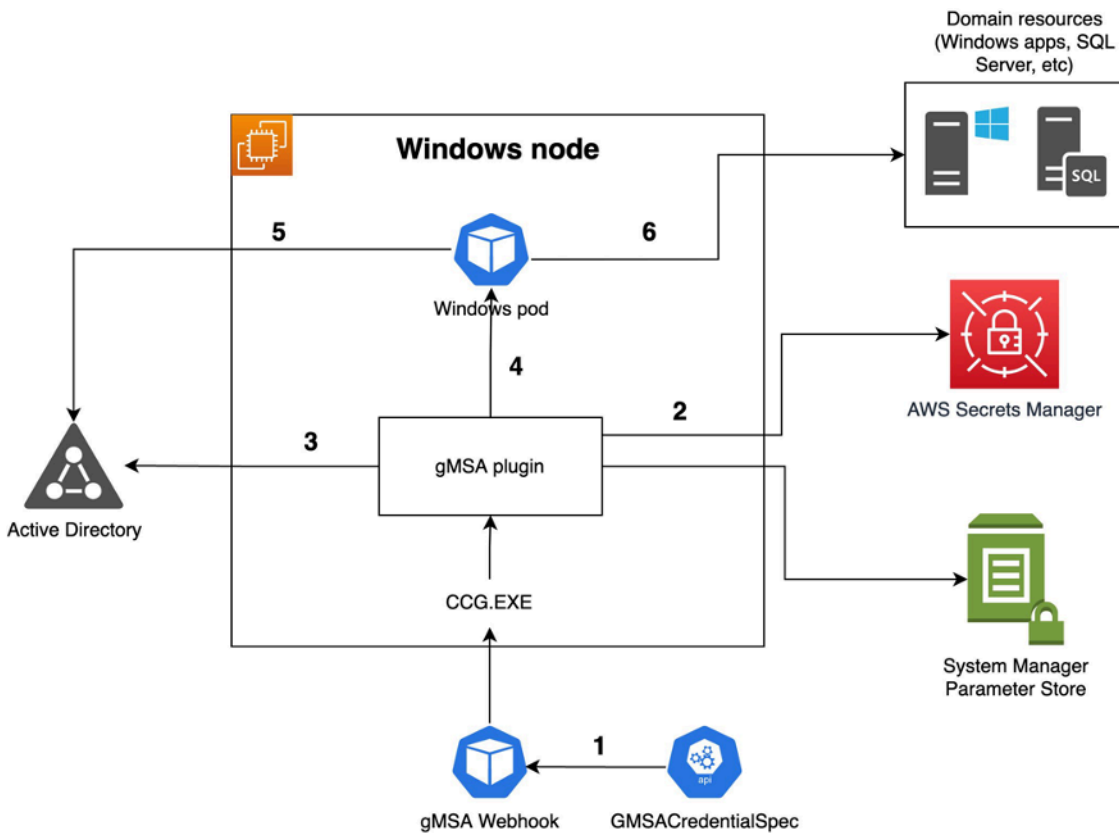 Domain resources
(Windows apps, SQL
Server, etc)
Windows node
SQL
5
6
Windows pod
4
2
AWS Secrets Manager
3
gMSA plugin
Active Directory
CCG.EXE
System Manager
Parameter Store
1
api
gMSA Webhook
GMSACredentialSpec